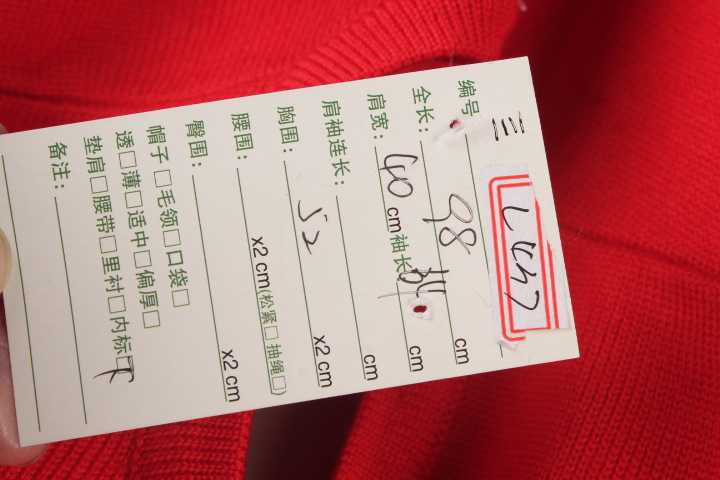 编号 三
全长: 98 cm
肩宽: 40 cm 袖长 cm
肩袖连长: cm
胸围: 52 x2 cm
腰围: x2 cm(松紧□ 抽绳□)
臀围: x2 cm
帽子□毛领□口袋□
透□薄□适中□偏厚□
垫肩□腰带□里衬□内标□
备注: